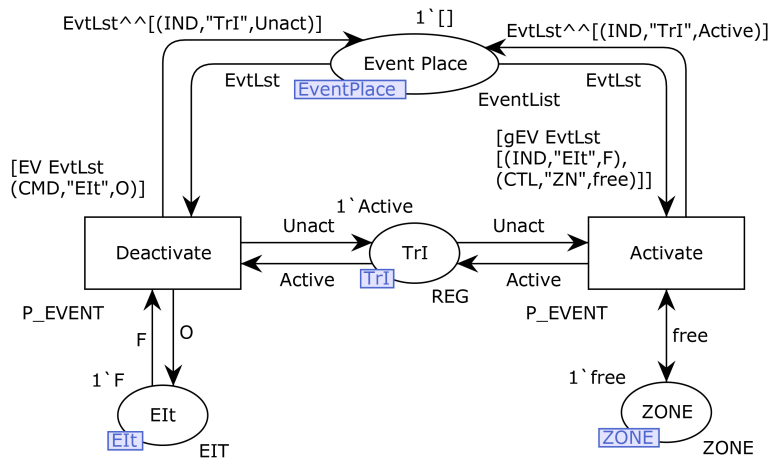 EvtLst^^[(IND,"TrI",Unact)]
1`[]
EvtLst^^[(IND,"TrI",Active)]
Event Place
EventPlace
EvtLst
EvtLst
EventList
[EV EvtLst
(CMD,"EIt",O)]
[gEV EvtLst
[(IND,"EIt",F),
(CTL,"ZN",free)]]
1`Active
Unact
Unact
Deactivate
TrI
Activate
TrI
Active
Active
REG
P_EVENT
P_EVENT
F
O
free
1`F
1`free
EIt
ZONE
EIt
ZONE
EIT
ZONE